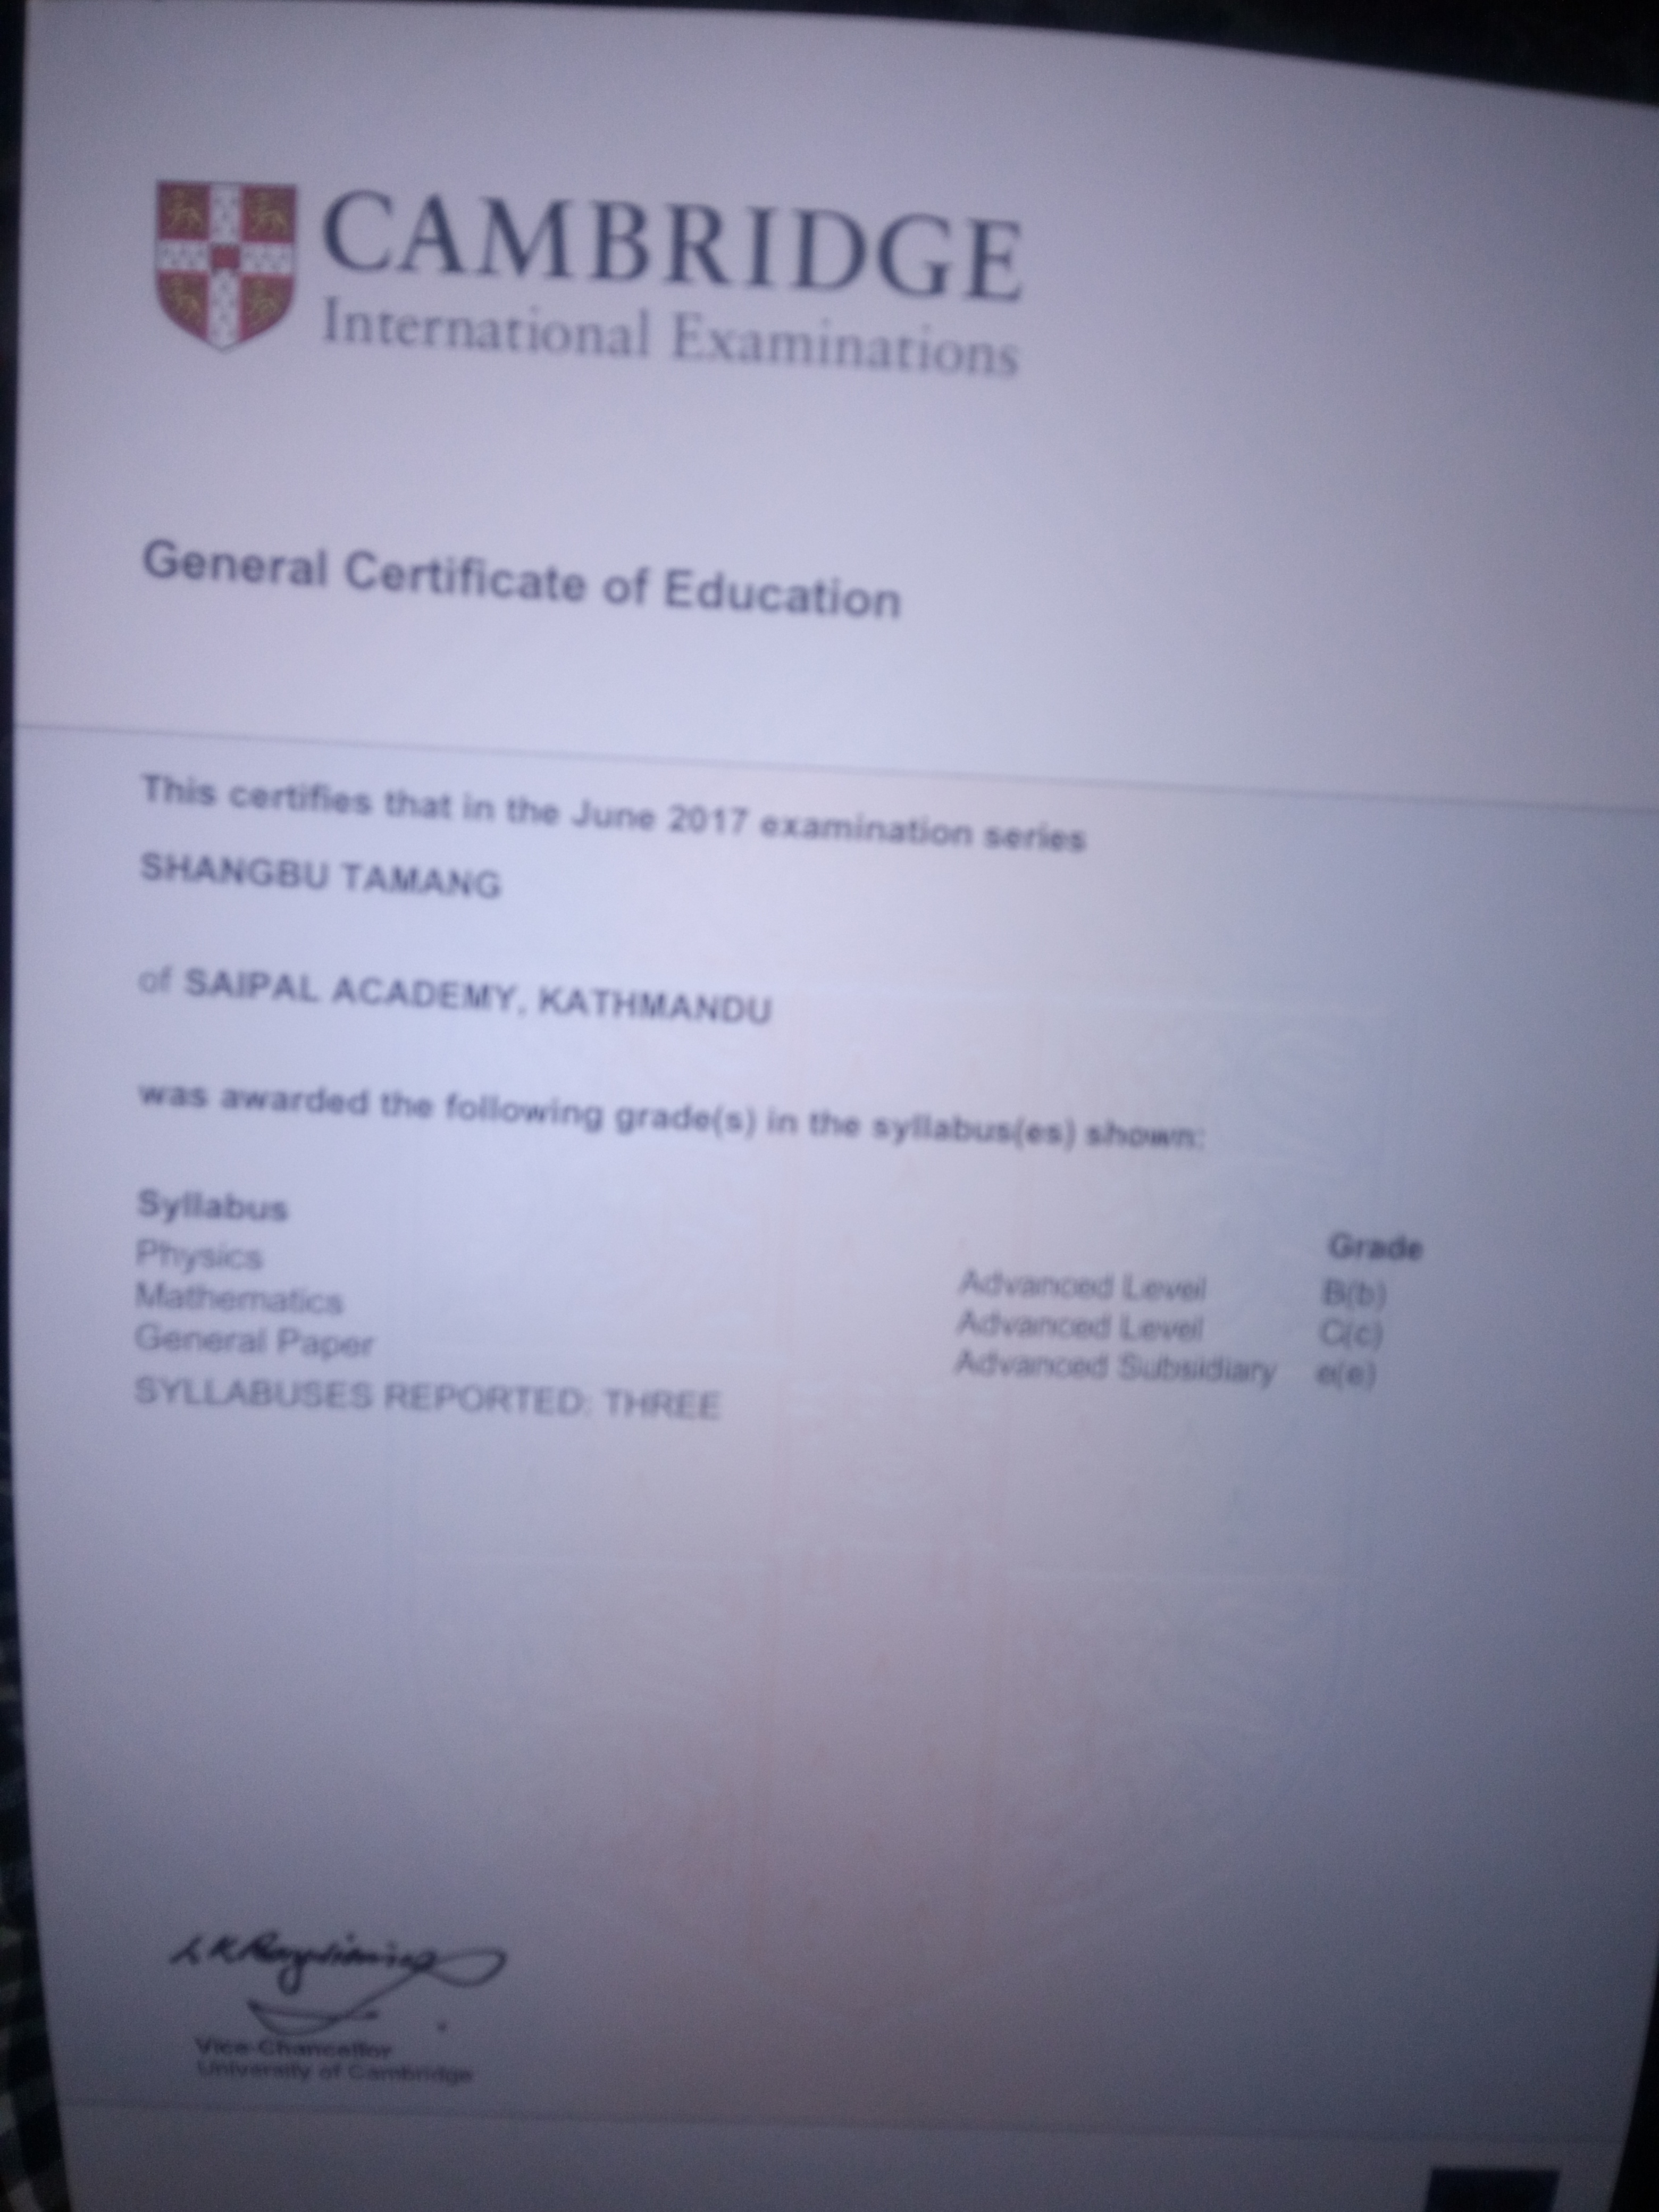 CAMBRIDGE
International Examinations
General Certificate of Education
This certifies that in the June 2017 examination series
SHANGBU TAMANG
of SAIPAL ACADEMY, KATHMANDU
was awarded the following grade(s) in the syllabus(es) shown:
Syllabus Grade
Physics Advanced Level B(b)
Mathematics Advanced Level C(c)
General Paper Advanced Subsidiary e(e)
SYLLABUSES REPORTED: THREE
Vice-Chancellor
University of Cambridge